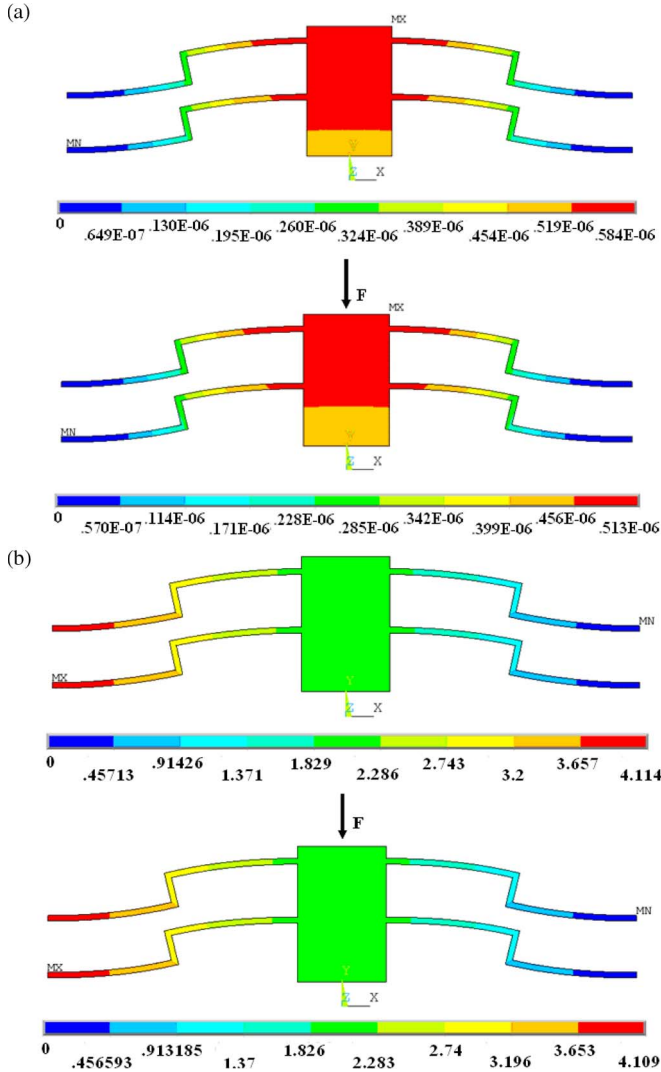 (a)
MX
MN
Y
Z X
0 .130E-06 .260E-06 .389E-06 .519E-06
.649E-07 .195E-06 .324E-06 .454E-06 .584E-06
F
MX
MN
Y
Z X
0 .114E-06 .228E-06 .342E-06 .456E-06
.570E-07 .171E-06 .285E-06 .399E-06 .513E-06
(b)
MN
MX
Y
Z X
0 .91426 1.829 2.743 3.657
.45713 1.371 2.286 3.2 4.114
F
MN
MX
Y
Z X
0 .913185 1.826 2.74 3.653
.456593 1.37 2.283 3.196 4.109